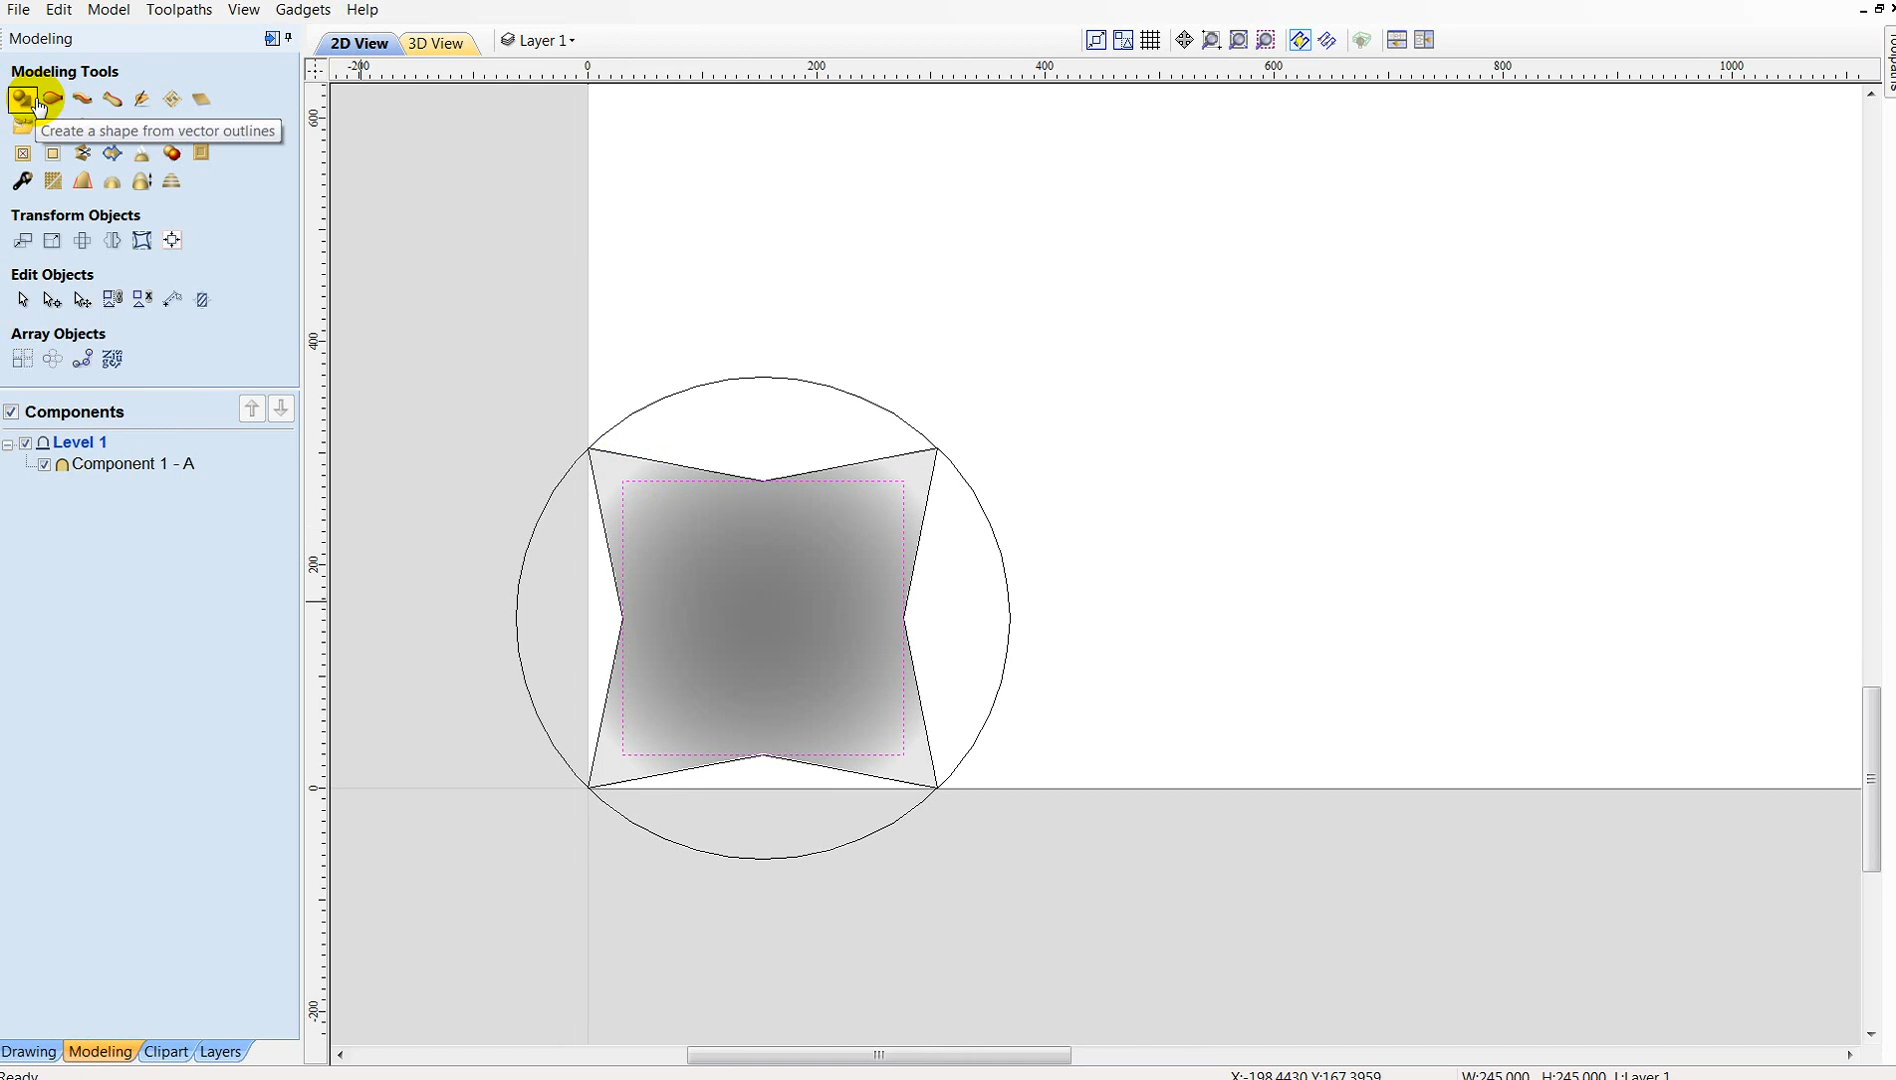 File Edit Model Toolpaths View Gadgets Help
Modeling
2D View 3D View Layer 1
Modeling Tools
-200 0 200 400 600 800 1000
Create a shape from vector outlines
600
400
200
0
-200
Transform Objects
Edit Objects
Array Objects
Components
Level 1
Component 1 - A
Drawing Modeling Clipart Layers
Ready X:-198.4430 Y:167.3959 W:245.000 H:245.000 L:Layer 1
Toolpaths